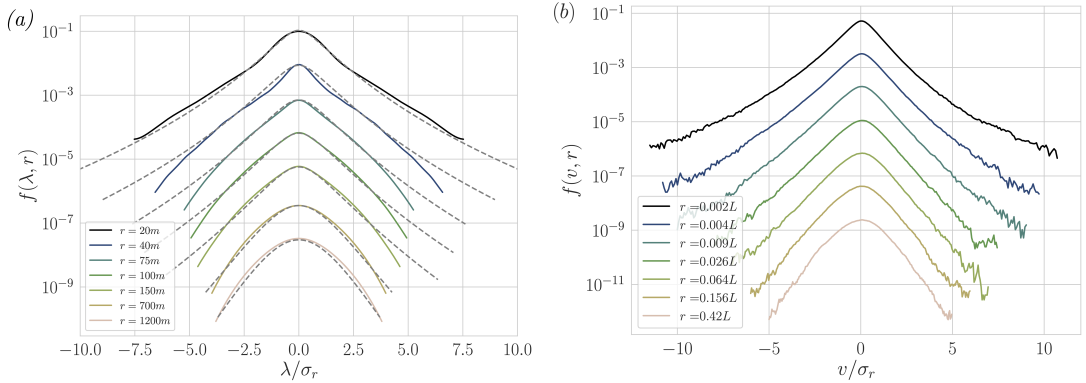 (a)
10⁻¹
10⁻³
10⁻⁵
10⁻⁷
10⁻⁹
f(λ, r)
r = 20m
r = 40m
r = 75m
r = 100m
r = 150m
r = 700m
r = 1200m
−10.0 −7.5 −5.0 −2.5 0.0 2.5 5.0 7.5 10.0
λ/σᵣ
(b)
10⁻¹
10⁻³
10⁻⁵
10⁻⁷
10⁻⁹
10⁻¹¹
f(v, r)
r =0.002L
r =0.004L
r =0.009L
r =0.026L
r =0.064L
r =0.156L
r =0.42L
−10 −5 0 5 10
v/σᵣ